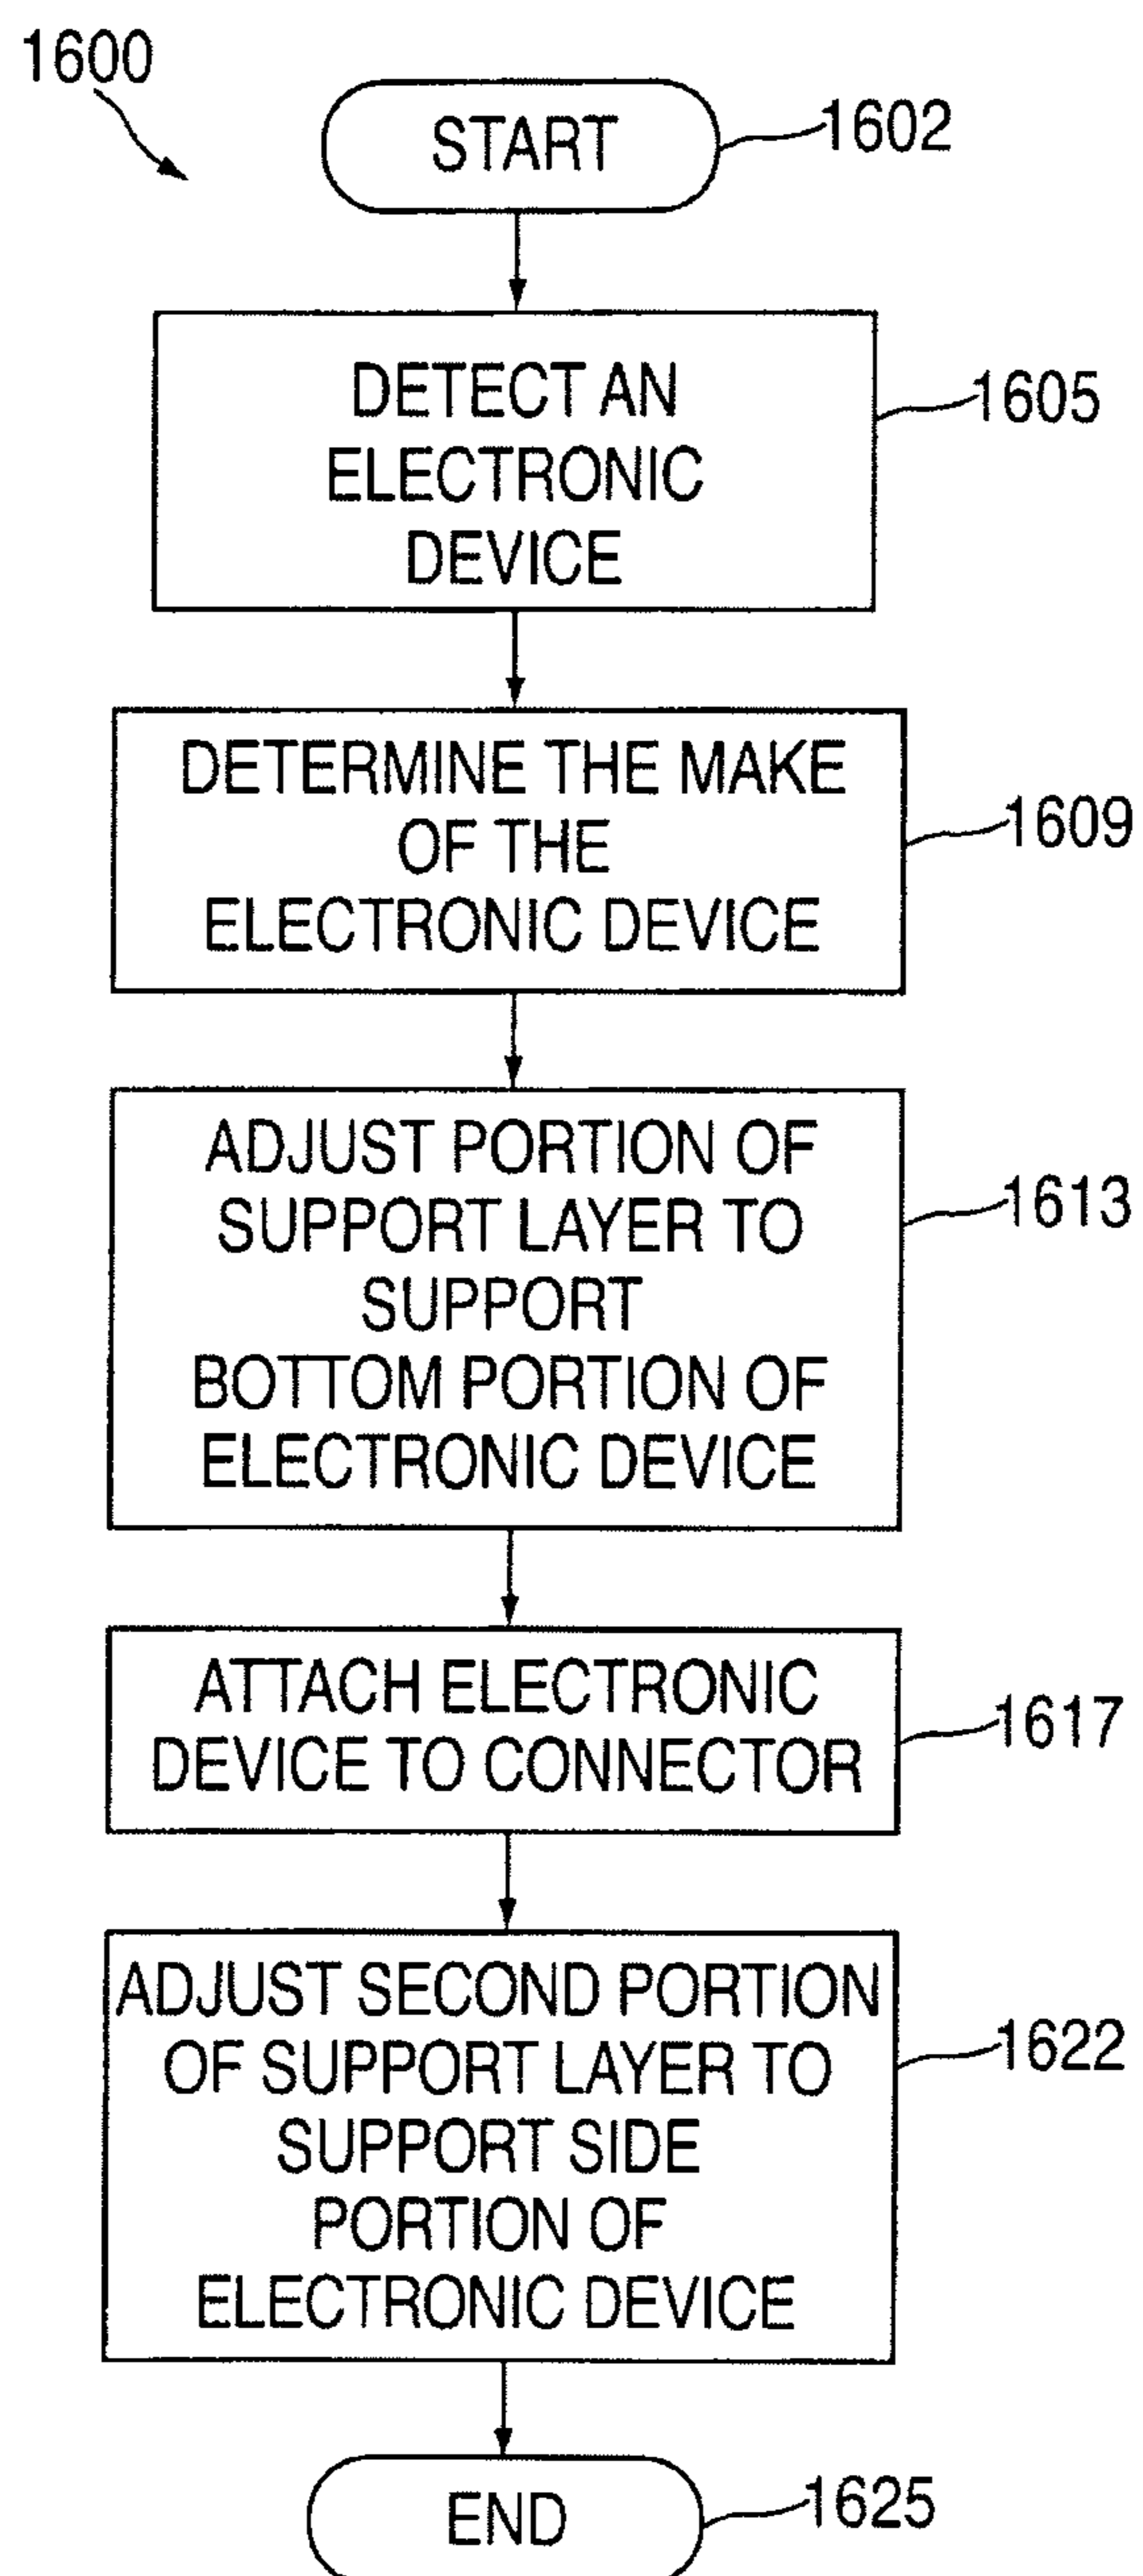 1600
START
1602
DETECT AN
ELECTRONIC
DEVICE
1605
DETERMINE THE MAKE
OF THE
ELECTRONIC DEVICE
1609
ADJUST PORTION OF
SUPPORT LAYER TO
SUPPORT
BOTTOM PORTION OF
ELECTRONIC DEVICE
1613
ATTACH ELECTRONIC
DEVICE TO CONNECTOR
1617
ADJUST SECOND PORTION
OF SUPPORT LAYER TO
SUPPORT SIDE
PORTION OF
ELECTRONIC DEVICE
1622
END
1625